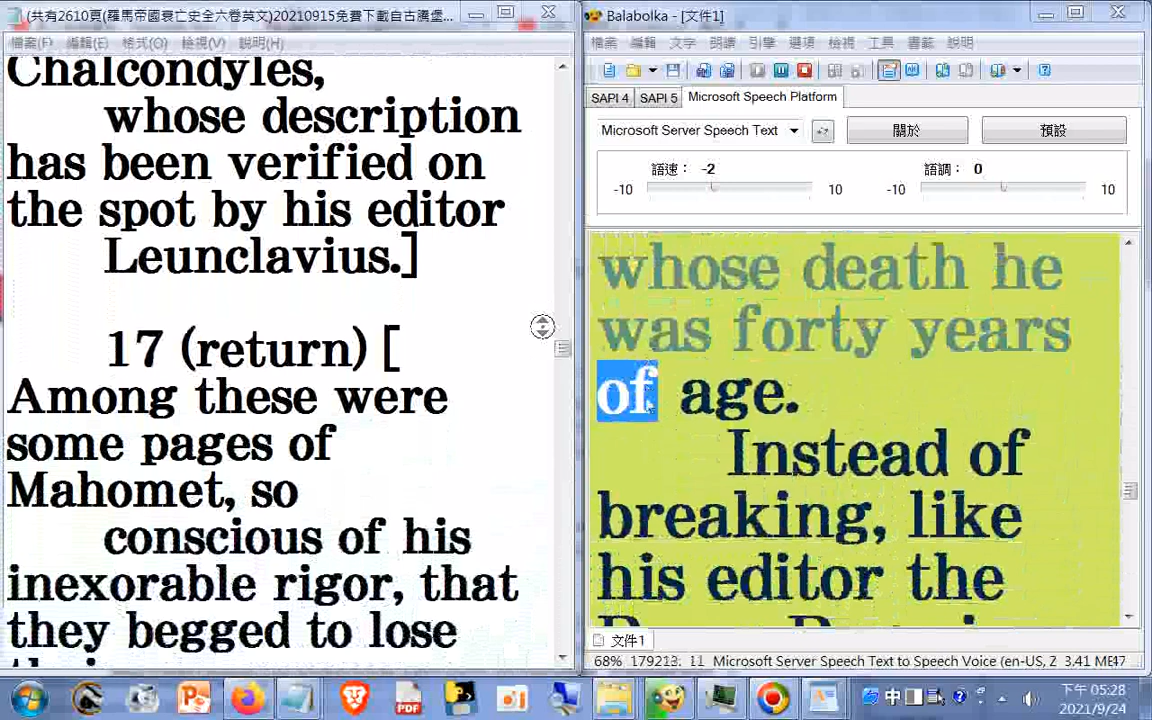 (共有2610頁(羅馬帝國衰亡史全六卷英文)20210915免費下載自古騰堡...
檔案(F) 編輯(E) 格式(O) 檢視(V) 說明(H)
Chalcondyles,
whose description
has been verified on
the spot by his editor
Leunclavius.]
17 (return) [
Among these were
some pages of
Mahomet, so
conscious of his
inexorable rigor, that
they begged to lose
Balabolka - [文件1]
檔案 編輯 文字 朗讀 引擎 選項 檢視 工具 書籤 說明
SAPI 4 SAPI 5 Microsoft Speech Platform
Microsoft Server Speech Text 關於 預設
語速： -2 語調： 0
-10 10 -10 10
whose death he
was forty years
of age.
Instead of
breaking, like
his editor the
文件1
68% 179213: 11 Microsoft Server Speech Text to Speech Voice (en-US, Z 3.41 MB
中
下午 05:28
2021/9/24